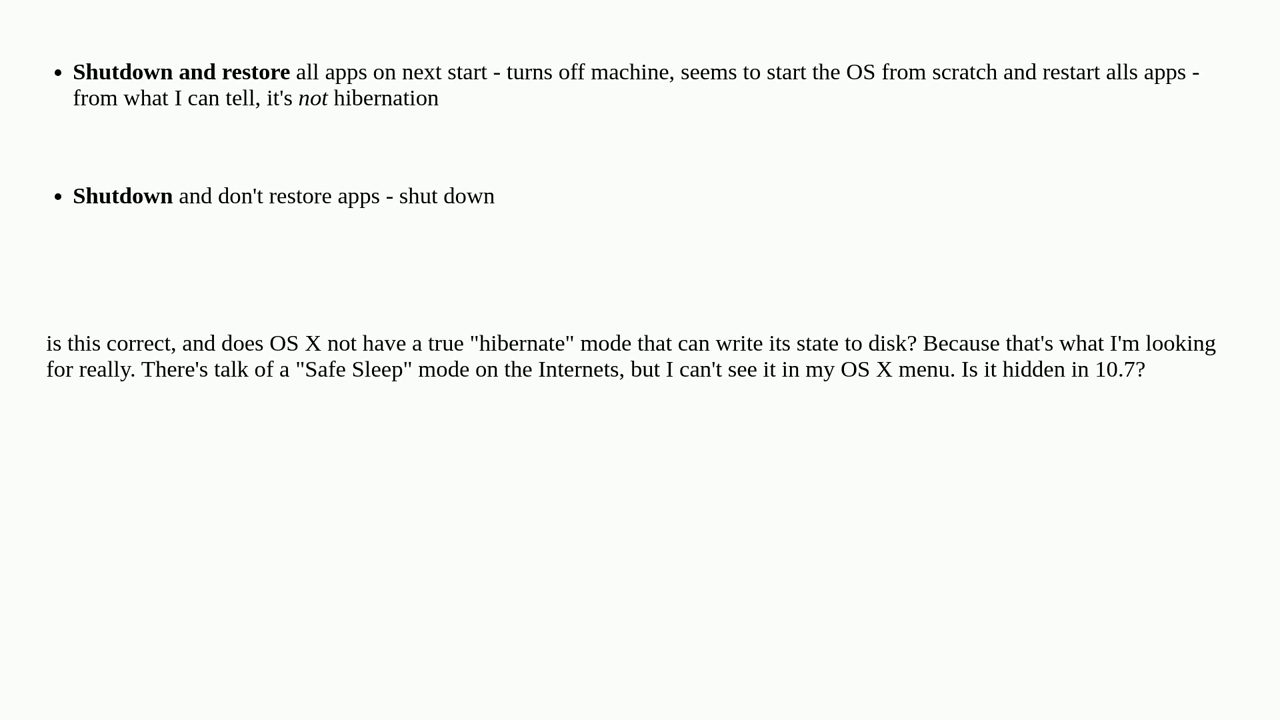 Shutdown and restore all apps on next start - turns off machine, seems to start the OS from scratch and restart alls apps -
from what I can tell, it's not hibernation
Shutdown and don't restore apps - shut down
is this correct, and does OS X not have a true "hibernate" mode that can write its state to disk? Because that's what I'm looking
for really. There's talk of a "Safe Sleep" mode on the Internets, but I can't see it in my OS X menu. Is it hidden in 10.7?